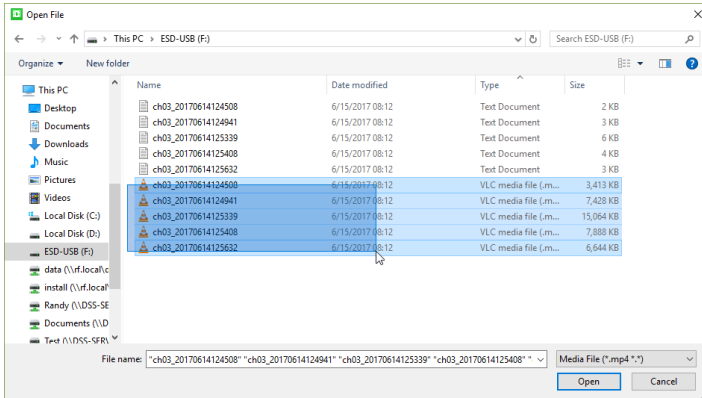 Open File
This PC > ESD-USB (F:)
Search ESD-USB (F:)
Organize
New folder
Name Date modified Type Size
This PC
Desktop
Documents
Downloads
Music
Pictures
Videos
Local Disk (C:)
Local Disk (D:)
ESD-USB (F:)
data (\\rf.local\c
install (\\rf.local\
Randy (\\DSS-SE
Documents (\\D
Test (\\DSS-SERV
ch03_20170614124508 6/15/2017 08:12 Text Document 2 KB
ch03_20170614124941 6/15/2017 08:12 Text Document 3 KB
ch03_20170614125339 6/15/2017 08:12 Text Document 6 KB
ch03_20170614125408 6/15/2017 08:12 Text Document 4 KB
ch03_20170614125632 6/15/2017 08:12 Text Document 3 KB
ch03_20170614124508 6/15/2017 08:12 VLC media file (.m... 3,413 KB
ch03_20170614124941 6/15/2017 08:12 VLC media file (.m... 7,428 KB
ch03_20170614125339 6/15/2017 08:12 VLC media file (.m... 15,064 KB
ch03_20170614125408 6/15/2017 08:12 VLC media file (.m... 7,888 KB
ch03_20170614125632 6/15/2017 08:12 VLC media file (.m... 6,644 KB
File name: "ch03_20170614124508" "ch03_20170614124941" "ch03_20170614125339" "ch03_20170614125408" "
Media File (*.mp4 *.*)
Open
Cancel